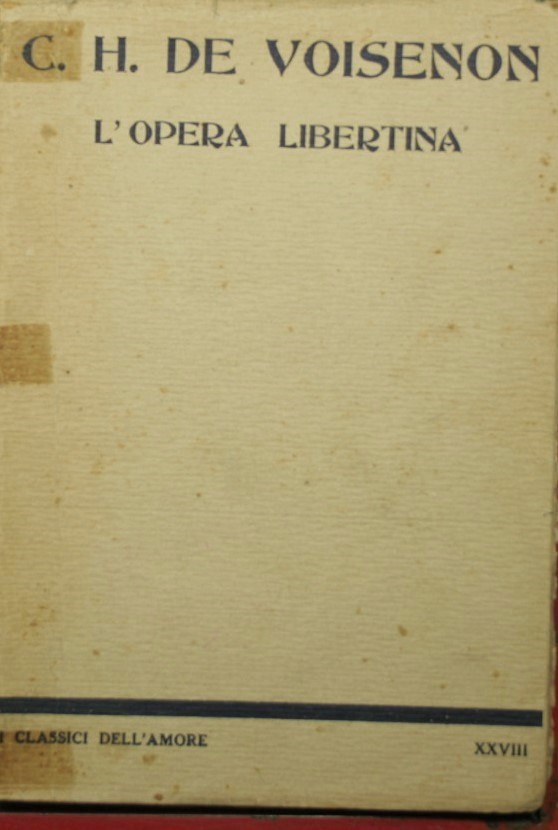 C. H. DE VOISENON
L'OPERA LIBERTINA
I CLASSICI DELL'AMORE
XXVIII